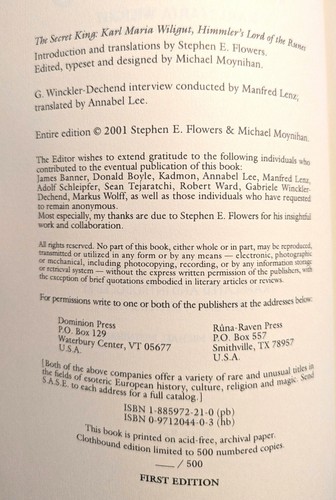 The Secret King: Karl Maria Wiligut, Himmler's Lord of the Runes
Introduction and translations by Stephen E. Flowers.
Edited, typeset and designed by Michael Moynihan.
G. Winckler-Dechend interview conducted by Manfred Lenz;
translated by Annabel Lee.
Entire edition © 2001 Stephen E. Flowers & Michael Moynihan.
The Editor wishes to extend gratitude to the following individuals who
contributed to the eventual publication of this book:
James Banner, Donald Boyle, Kadmon, Annabel Lee, Manfred Lenz,
Adolf Schleipfer, Sean Tejaratchi, Robert Ward, Gabriele Winckler-
Dechend, Markus Wolff, as well as those individuals who have requested
to remain anonymous.
Most especially, my thanks are due to Stephen E. Flowers for his insightful
work and collaboration.
All rights reserved. No part of this book, either whole or in part, may be reproduced,
transmitted or utilized in any form or by any means — electronic, photographic
or mechanical, including photocopying, recording, or by any information storage
or retrieval system — without the express written permission of the publishers, with
the exception of brief quotations embodied in literary articles or reviews.
For permissions write to one or both of the publishers at the addresses below:
Dominion Press
P.O. Box 129
Waterbury Center, VT 05677
U.S.A.
Rûna-Raven Press
P.O. Box 557
Smithville, TX 78957
U.S.A.
[Both of the above companies offer a variety of rare and unusual titles in
the fields of esoteric European history, culture, religion and magic. Send
S.A.S.E. to each address for a full catalog.]
ISBN 1-885972-21-0 (pb)
ISBN 0-9712044-0-3 (hb)
This book is printed on acid-free, archival paper.
Clothbound edition limited to 500 numbered copies.
___ / 500
FIRST EDITION